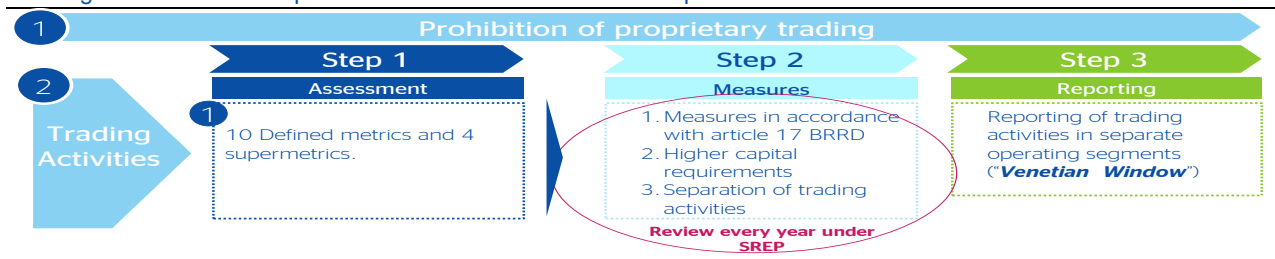 1
Prohibition of proprietary trading
2
Trading
Activities
Step 1
Assessment
1
10 Defined metrics and 4
supermetrics.
Step 2
Measures
1. Measures in accordance
with article 17 BRRD
2. Higher capital
requirements
3. Separation of trading
activities
Review every year under
SREP
Step 3
Reporting
Reporting of trading
activities in separate
operating segments
(“Venetian Window”)